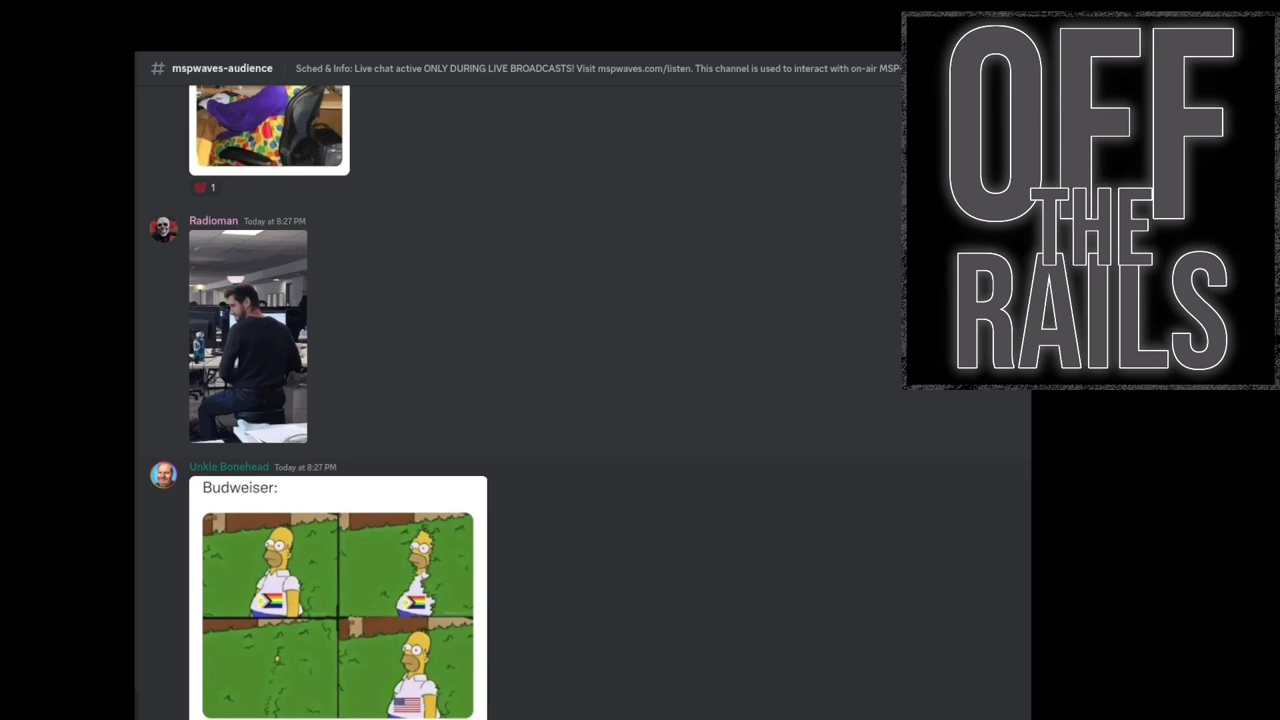 # mspwaves-audience
Sched & Info: Live chat active ONLY DURING LIVE BROADCASTS! Visit mspwaves.com/listen. This channel is used to interact with on-air MSP
OFF
THE
RAILS
1
Radioman Today at 8:27 PM
Unkle Bonehead Today at 8:27 PM
Budweiser: